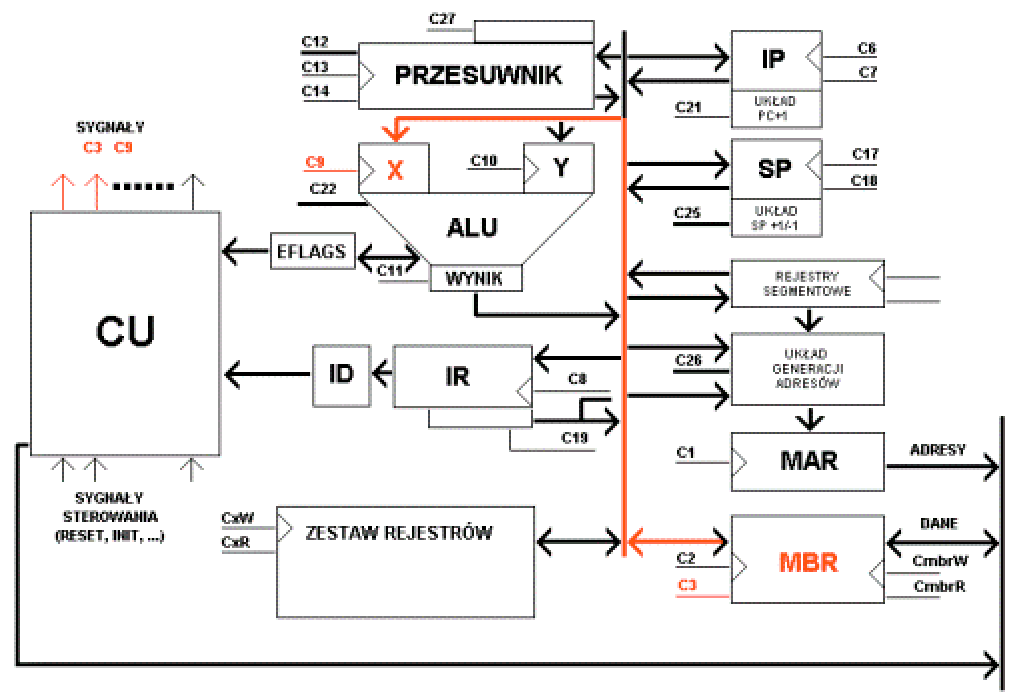 C27
C12
C13
C14
PRZESUWNIK
IP
C6
C7
C21
UKŁAD
PC+1
SYGNAŁY
C3 C9
C9
X
C10
Y
C22
ALU
SP
C17
C18
C25
UKŁAD
SP +1/-1
EFLAGS
C11
WYNIK
REJESTRY
SEGMENTOWE
CU
ID
IR
C8
C19
C26
UKŁAD
GENERACJI
ADRESÓW
C1
MAR
ADRESY
SYGNAŁY
STEROWANIA
(RESET, INIT, ...)
CxW
CxR
ZESTAW REJESTRÓW
C2
C3
MBR
DANE
CmbrW
CmbrR